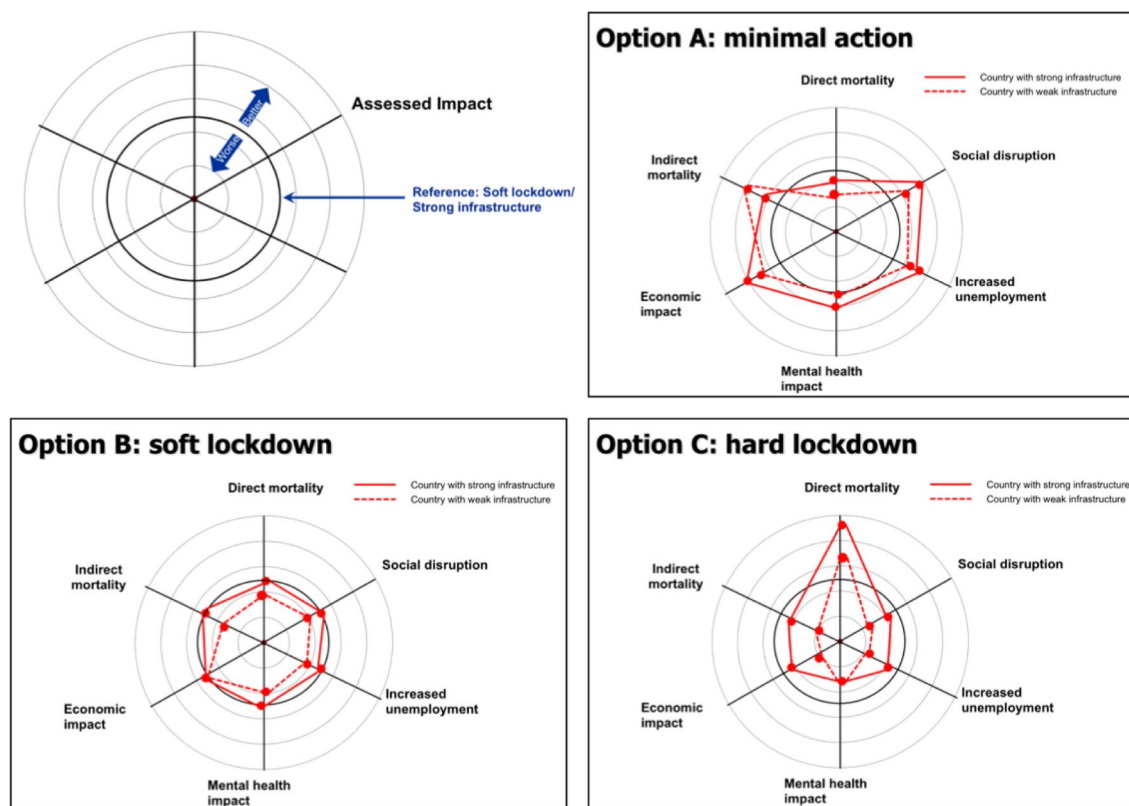 Better
Worse
Assessed Impact
Reference: Soft lockdown/
Strong infrastructure
Option A: minimal action
Direct mortality
Country with strong infrastructure
Country with weak infrastructure
Indirect
mortality
Social disruption
Economic
impact
Increased
unemployment
Mental health
impact
Option B: soft lockdown
Direct mortality
Country with strong infrastructure
Country with weak infrastructure
Indirect
mortality
Social disruption
Economic
impact
Increased
unemployment
Mental health
impact
Option C: hard lockdown
Direct mortality
Country with strong infrastructure
Country with weak infrastructure
Indirect
mortality
Social disruption
Economic
impact
Increased
unemployment
Mental health
impact